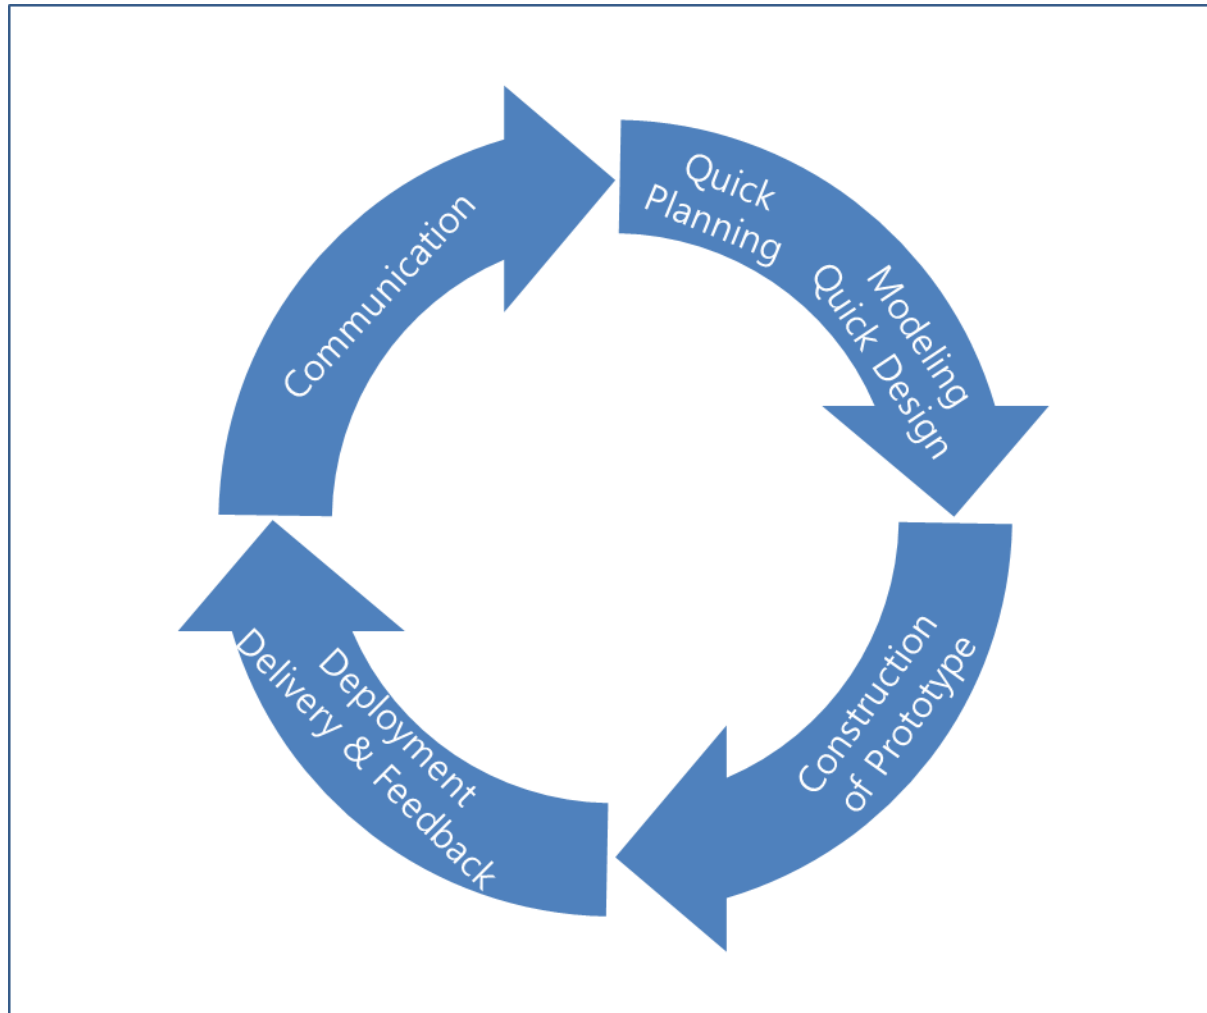 Communication
Quick
Planning
Modeling
Quick Design
Construction
of Prototype
Deployment
Delivery & Feedback